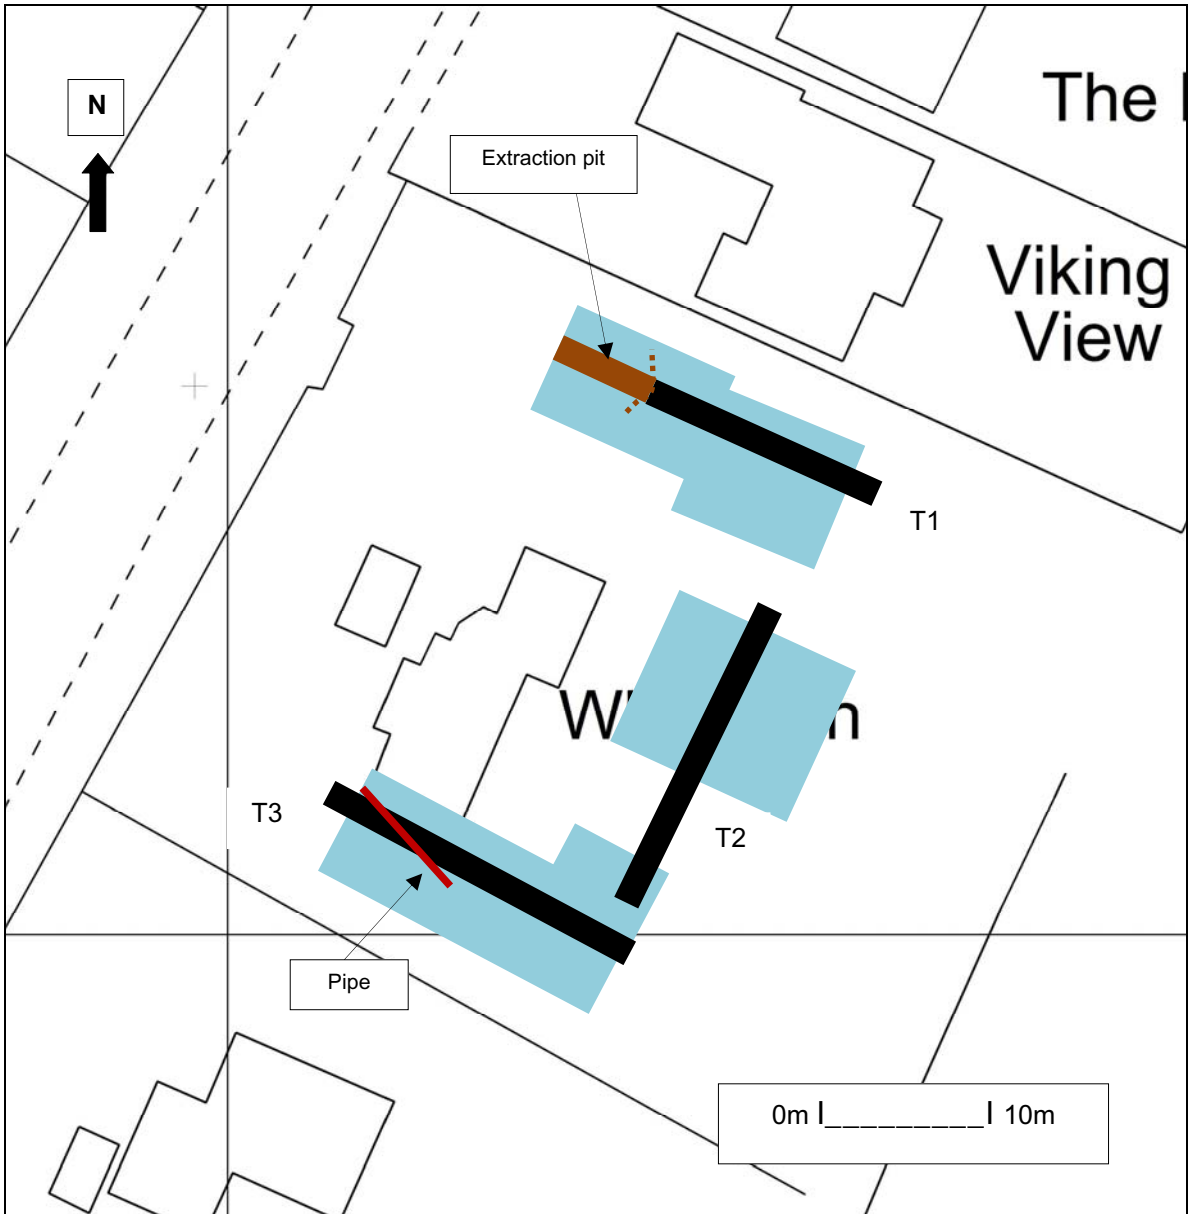 The
N
Extraction pit
Viking
View
T1
T3
T2
Pipe
0m I_________I 10m